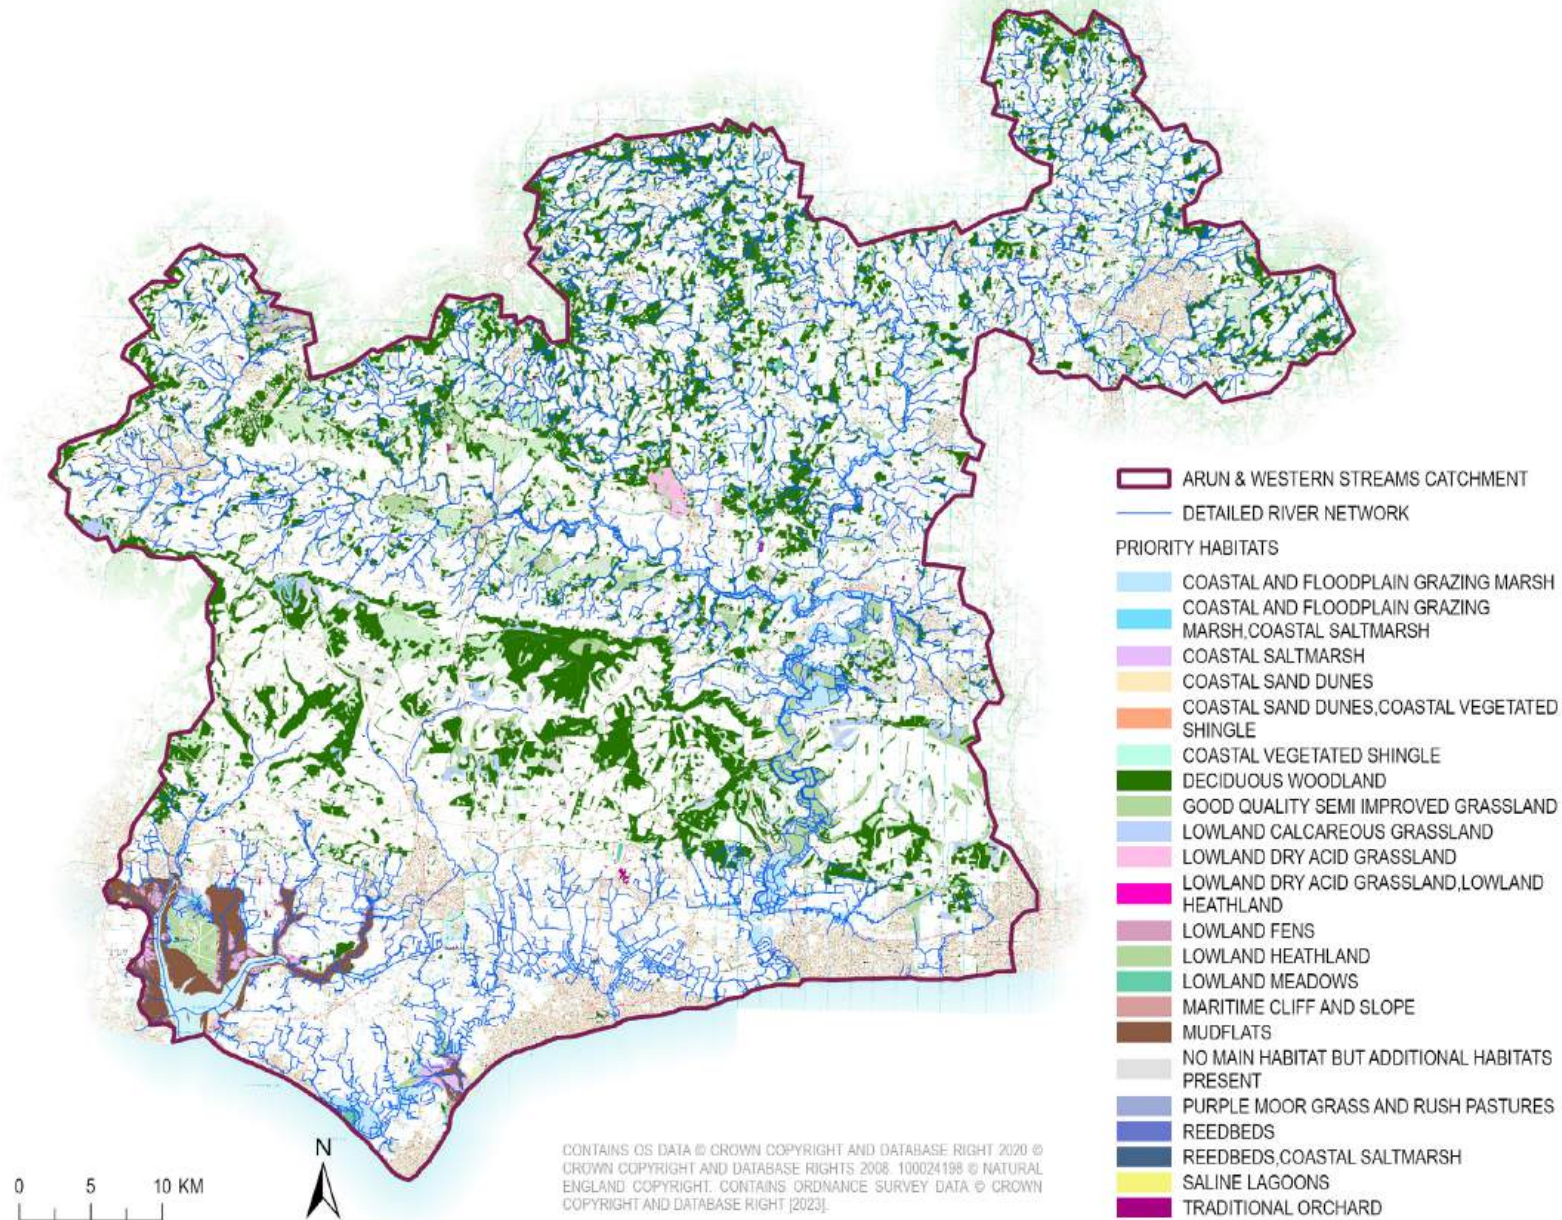 ARUN & WESTERN STREAMS CATCHMENT
DETAILED RIVER NETWORK
PRIORITY HABITATS
COASTAL AND FLOODPLAIN GRAZING MARSH
COASTAL AND FLOODPLAIN GRAZING
MARSH,COASTAL SALTMARSH
COASTAL SALTMARSH
COASTAL SAND DUNES
COASTAL SAND DUNES,COASTAL VEGETATED
SHINGLE
COASTAL VEGETATED SHINGLE
DECIDUOUS WOODLAND
GOOD QUALITY SEMI IMPROVED GRASSLAND
LOWLAND CALCAREOUS GRASSLAND
LOWLAND DRY ACID GRASSLAND
LOWLAND DRY ACID GRASSLAND,LOWLAND
HEATHLAND
LOWLAND FENS
LOWLAND HEATHLAND
LOWLAND MEADOWS
MARITIME CLIFF AND SLOPE
MUDFLATS
NO MAIN HABITAT BUT ADDITIONAL HABITATS
PRESENT
PURPLE MOOR GRASS AND RUSH PASTURES
REEDBEDS
REEDBEDS,COASTAL SALTMARSH
SALINE LAGOONS
TRADITIONAL ORCHARD
N
0 5 10 KM
CONTAINS OS DATA © CROWN COPYRIGHT AND DATABASE RIGHT 2020 ©
CROWN COPYRIGHT AND DATABASE RIGHTS 2008. 100024198 © NATURAL
ENGLAND COPYRIGHT. CONTAINS ORDNANCE SURVEY DATA © CROWN
COPYRIGHT AND DATABASE RIGHT [2023].